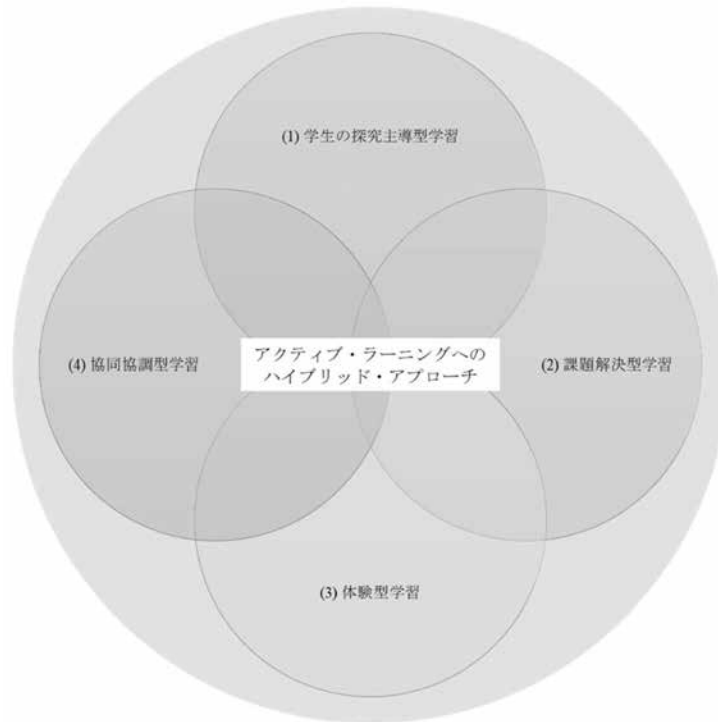 (1) 学生の探究主導型学習
(4) 協同協調型学習
アクティブ・ラーニングへの
ハイブリッド・アプローチ
(2) 課題解決型学習
(3) 体験型学習